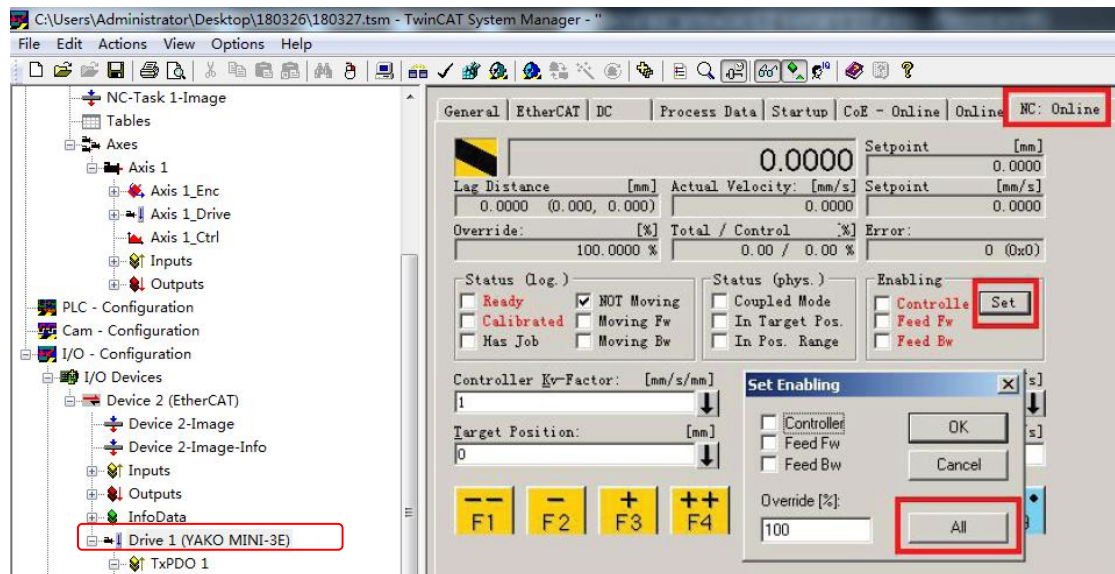 C:\Users\Administrator\Desktop\180326\180327.tsm - TwinCAT System Manager - ''
File Edit Actions View Options Help
NC-Task 1-Image
Tables
Axes
Axis 1
Axis 1_Enc
Axis 1_Drive
Axis 1_Ctrl
Inputs
Outputs
PLC - Configuration
Cam - Configuration
I/O - Configuration
I/O Devices
Device 2 (EtherCAT)
Device 2-Image
Device 2-Image-Info
Inputs
Outputs
InfoData
Drive 1 (YAKO MINI-3E)
TxPDO 1
General EtherCAT DC Process Data Startup CoE - Online Online NC: Online
0.0000
Setpoint [mm]
0.0000
Lag Distance [mm] Actual Velocity: [mm/s] Setpoint [mm/s]
0.0000 (0.000, 0.000) 0.0000 0.0000
Override: [%] Total / Control %] Error:
100.0000 % 0.00 / 0.00 % 0 (0x0)
Status (log.) Status (phys.) Enabling
Ready NOT Moving Coupled Mode Controlle Set
Calibrated Moving Fw In Target Pos. Feed Fw
Has Job Moving Bw In Pos. Range Feed Bw
Controller Kv-Factor: [mm/s/mm] s]
1
Target Position: [mm] s]
0
-- - + ++
F1 F2 F3 F4
Set Enabling
Controller OK
Feed Fw
Feed Bw Cancel
Override [%]:
100 All